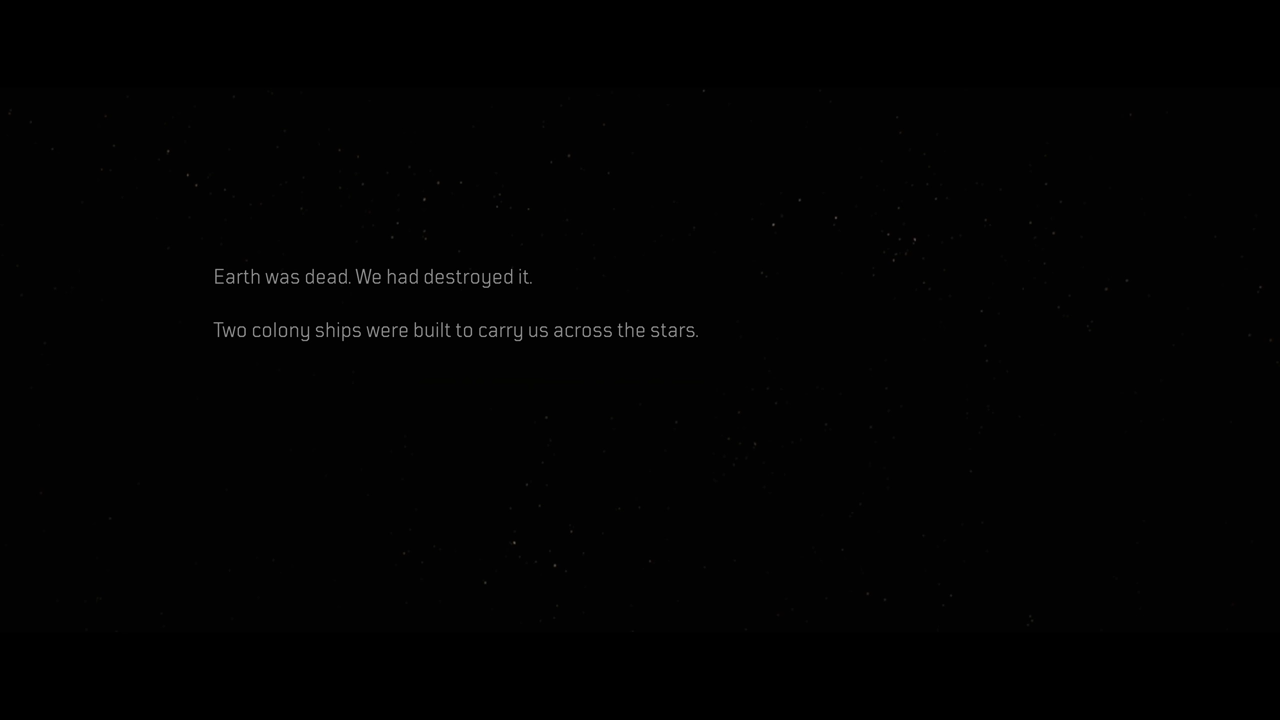 Earth was dead. We had destroyed it.
Two colony ships were built to carry us across the stars.